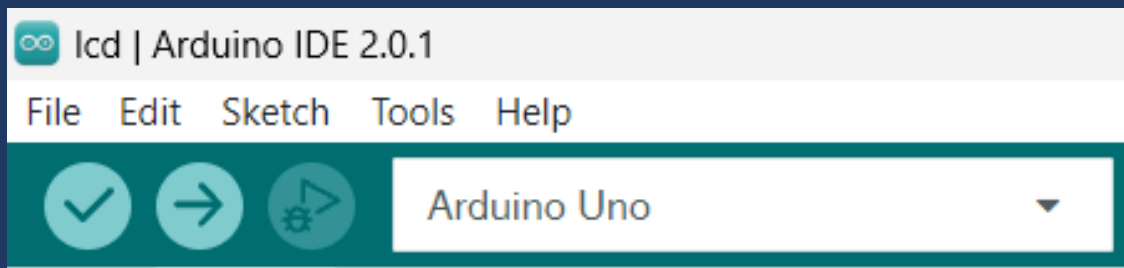 lcd | Arduino IDE 2.0.1
File Edit Sketch Tools Help
Arduino Uno